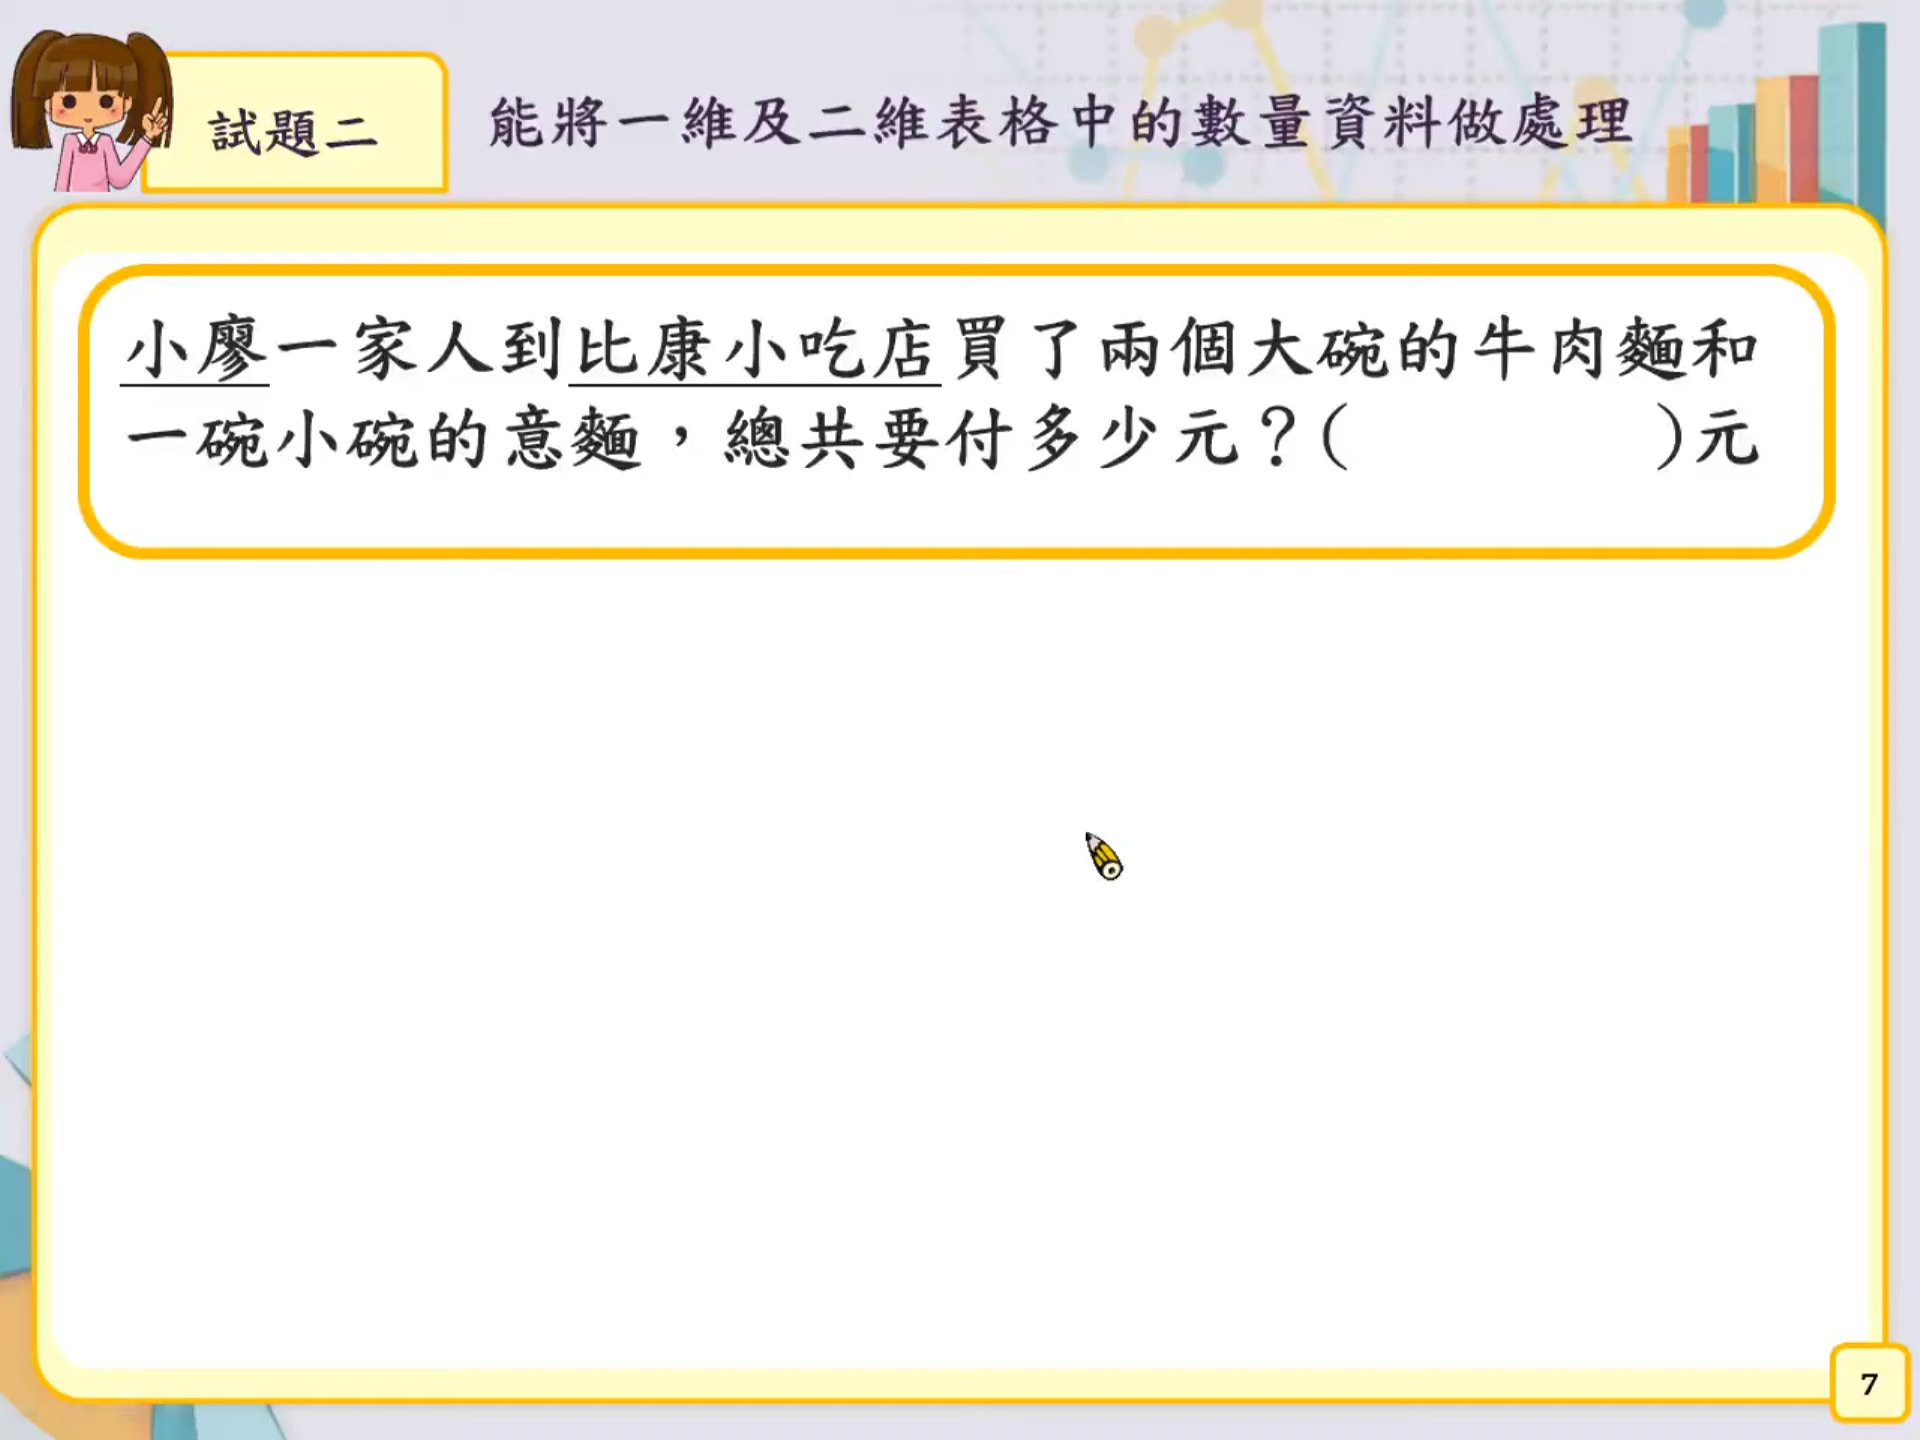 試題二
能將一維及二維表格中的數量資料做處理
小廖一家人到比康小吃店買了兩個大碗的牛肉麵和
一碗小碗的意麵，總共要付多少元？(　　　　)元
7